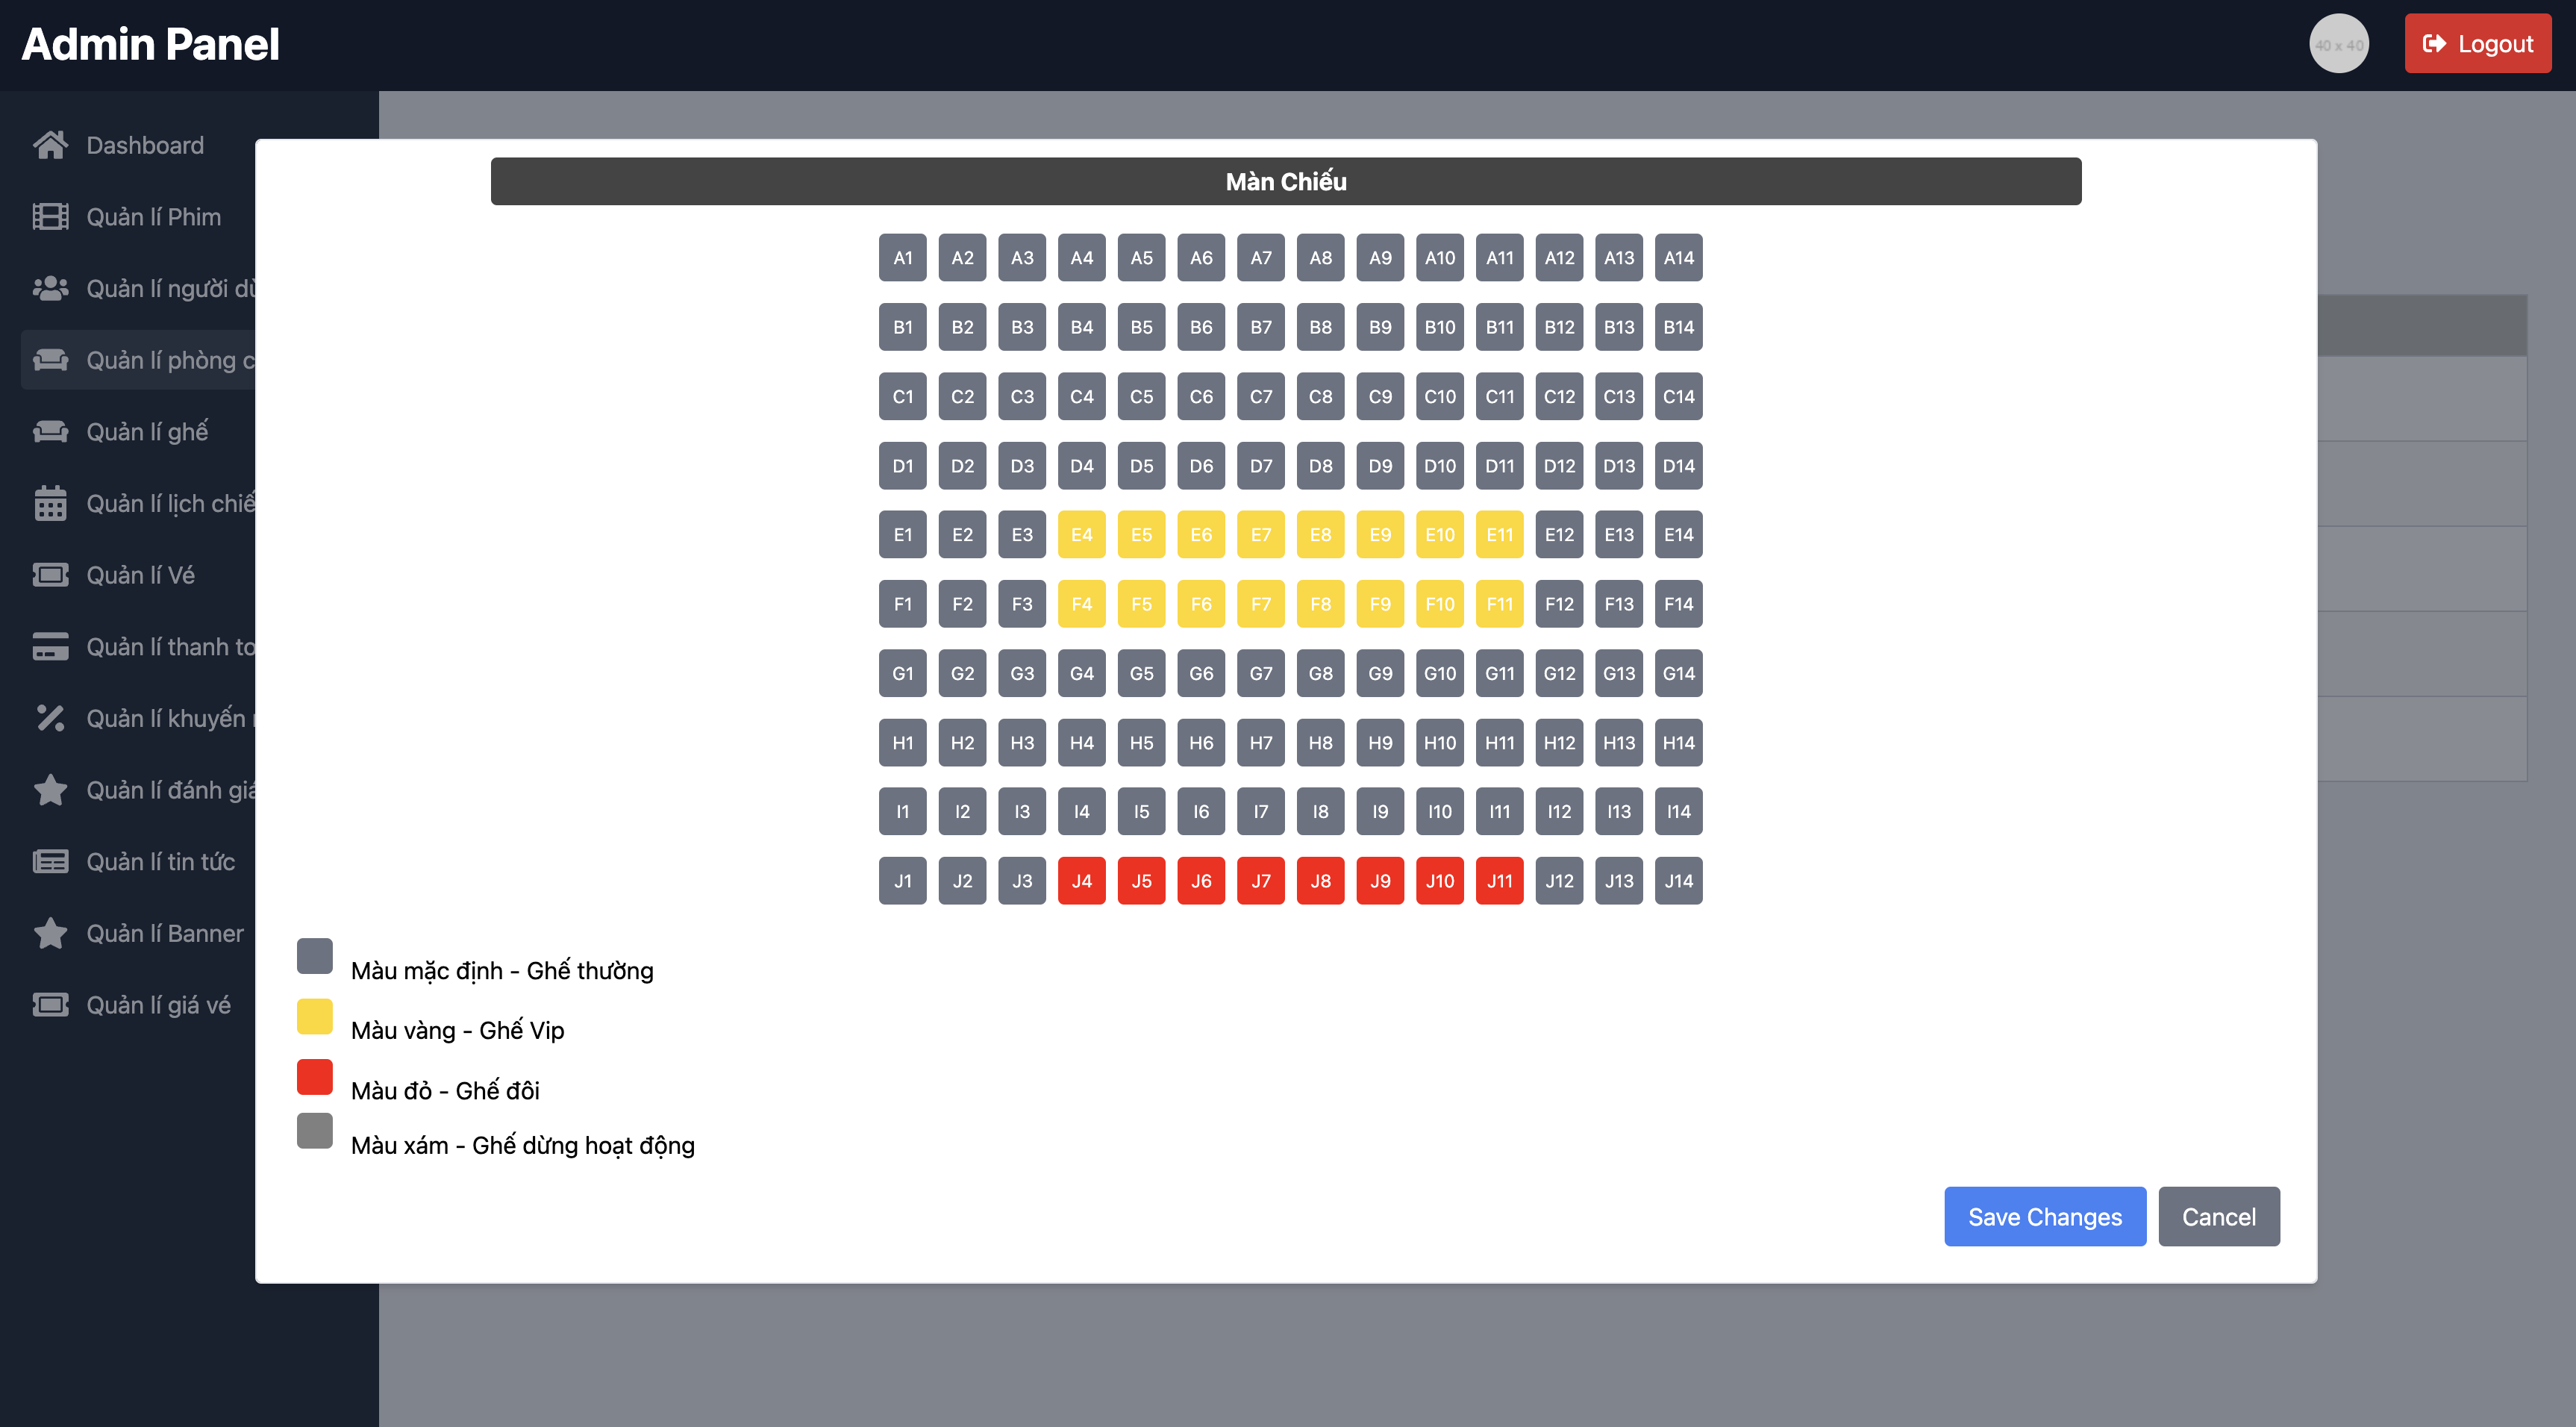 Admin Panel
40 x 40
Logout
Dashboard
Quản lí Phim
Quản lí người dù
Quản lí phòng c
Quản lí ghế
Quản lí lịch chiế
Quản lí Vé
Quản lí thanh to
Quản lí khuyến
Quản lí đánh giá
Quản lí tin tức
Quản lí Banner
Quản lí giá vé
Màn Chiếu
A1 A2 A3 A4 A5 A6 A7 A8 A9 A10 A11 A12 A13 A14
B1 B2 B3 B4 B5 B6 B7 B8 B9 B10 B11 B12 B13 B14
C1 C2 C3 C4 C5 C6 C7 C8 C9 C10 C11 C12 C13 C14
D1 D2 D3 D4 D5 D6 D7 D8 D9 D10 D11 D12 D13 D14
E1 E2 E3 E4 E5 E6 E7 E8 E9 E10 E11 E12 E13 E14
F1 F2 F3 F4 F5 F6 F7 F8 F9 F10 F11 F12 F13 F14
G1 G2 G3 G4 G5 G6 G7 G8 G9 G10 G11 G12 G13 G14
H1 H2 H3 H4 H5 H6 H7 H8 H9 H10 H11 H12 H13 H14
I1 I2 I3 I4 I5 I6 I7 I8 I9 I10 I11 I12 I13 I14
J1 J2 J3 J4 J5 J6 J7 J8 J9 J10 J11 J12 J13 J14
Màu mặc định - Ghế thường
Màu vàng - Ghế Vip
Màu đỏ - Ghế đôi
Màu xám - Ghế dừng hoạt động
Save Changes
Cancel